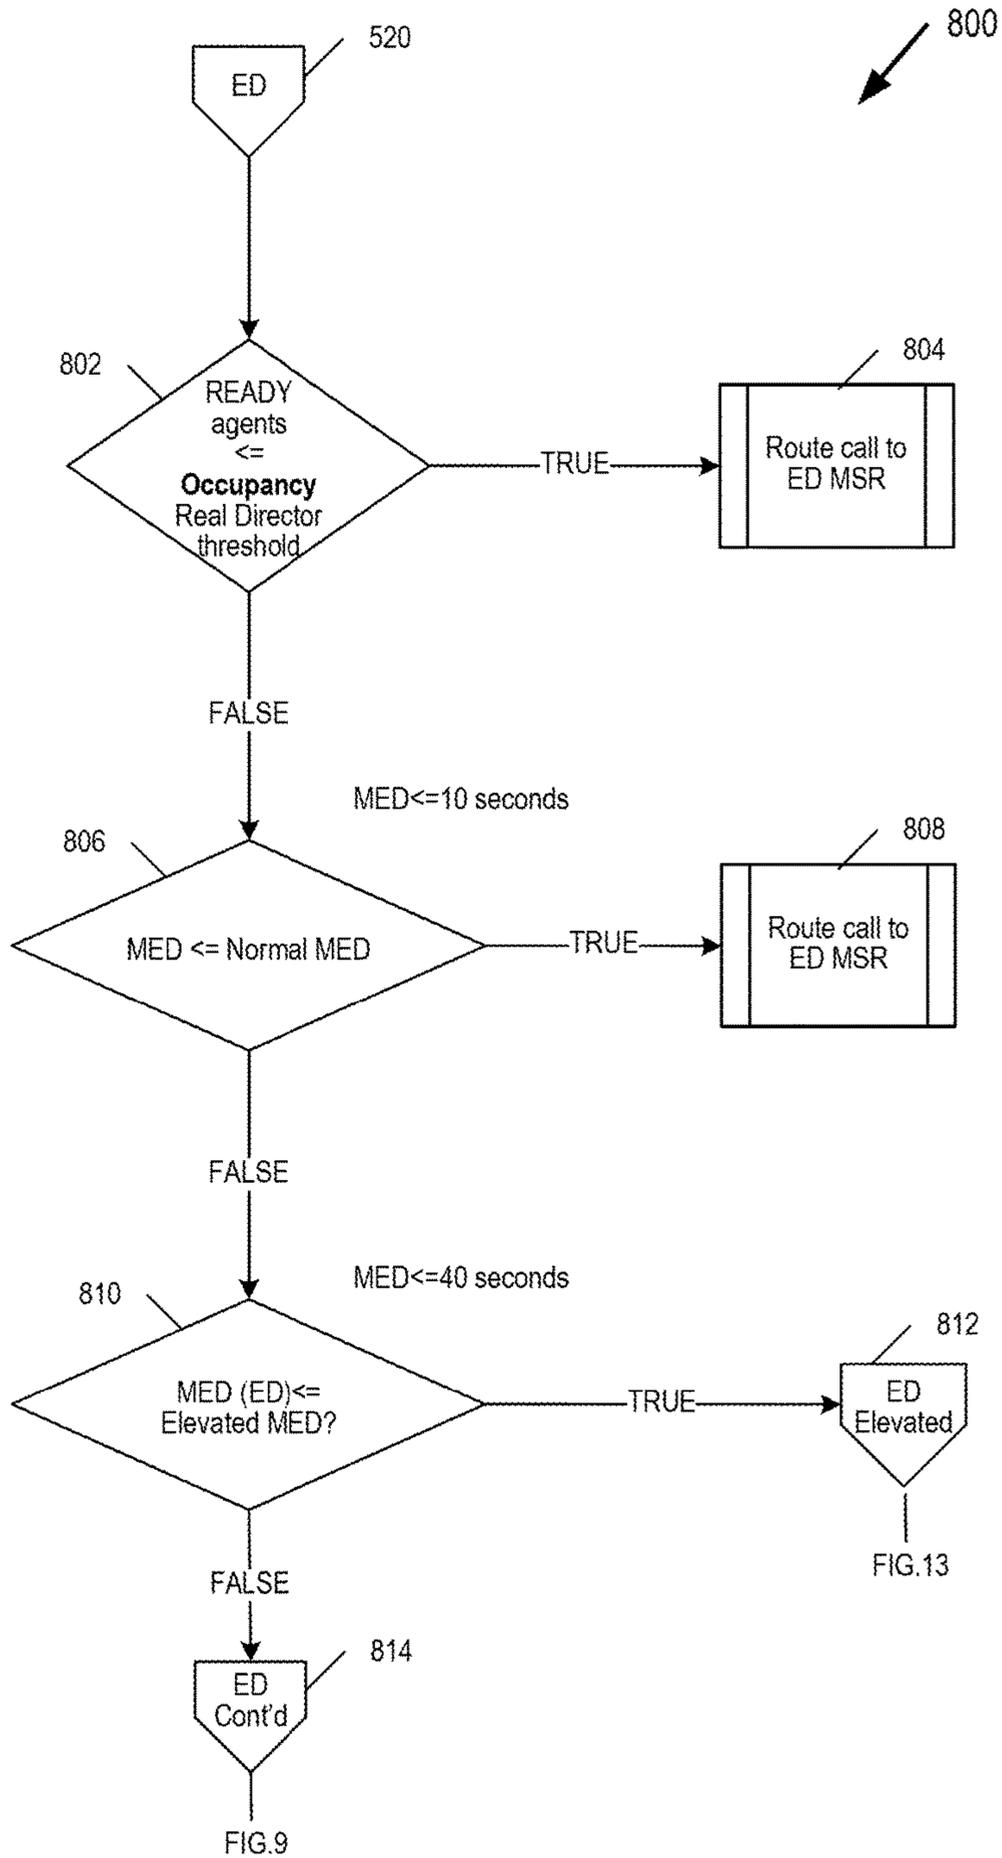 800
520
ED
802
READY
agents
<=
Occupancy
Real Director
threshold
TRUE
804
Route call to
ED MSR
FALSE
MED<=10 seconds
806
MED <= Normal MED
TRUE
808
Route call to
ED MSR
FALSE
MED<=40 seconds
810
MED (ED)<=
Elevated MED?
TRUE
812
ED
Elevated
FIG.13
FALSE
814
ED
Cont'd
FIG.9